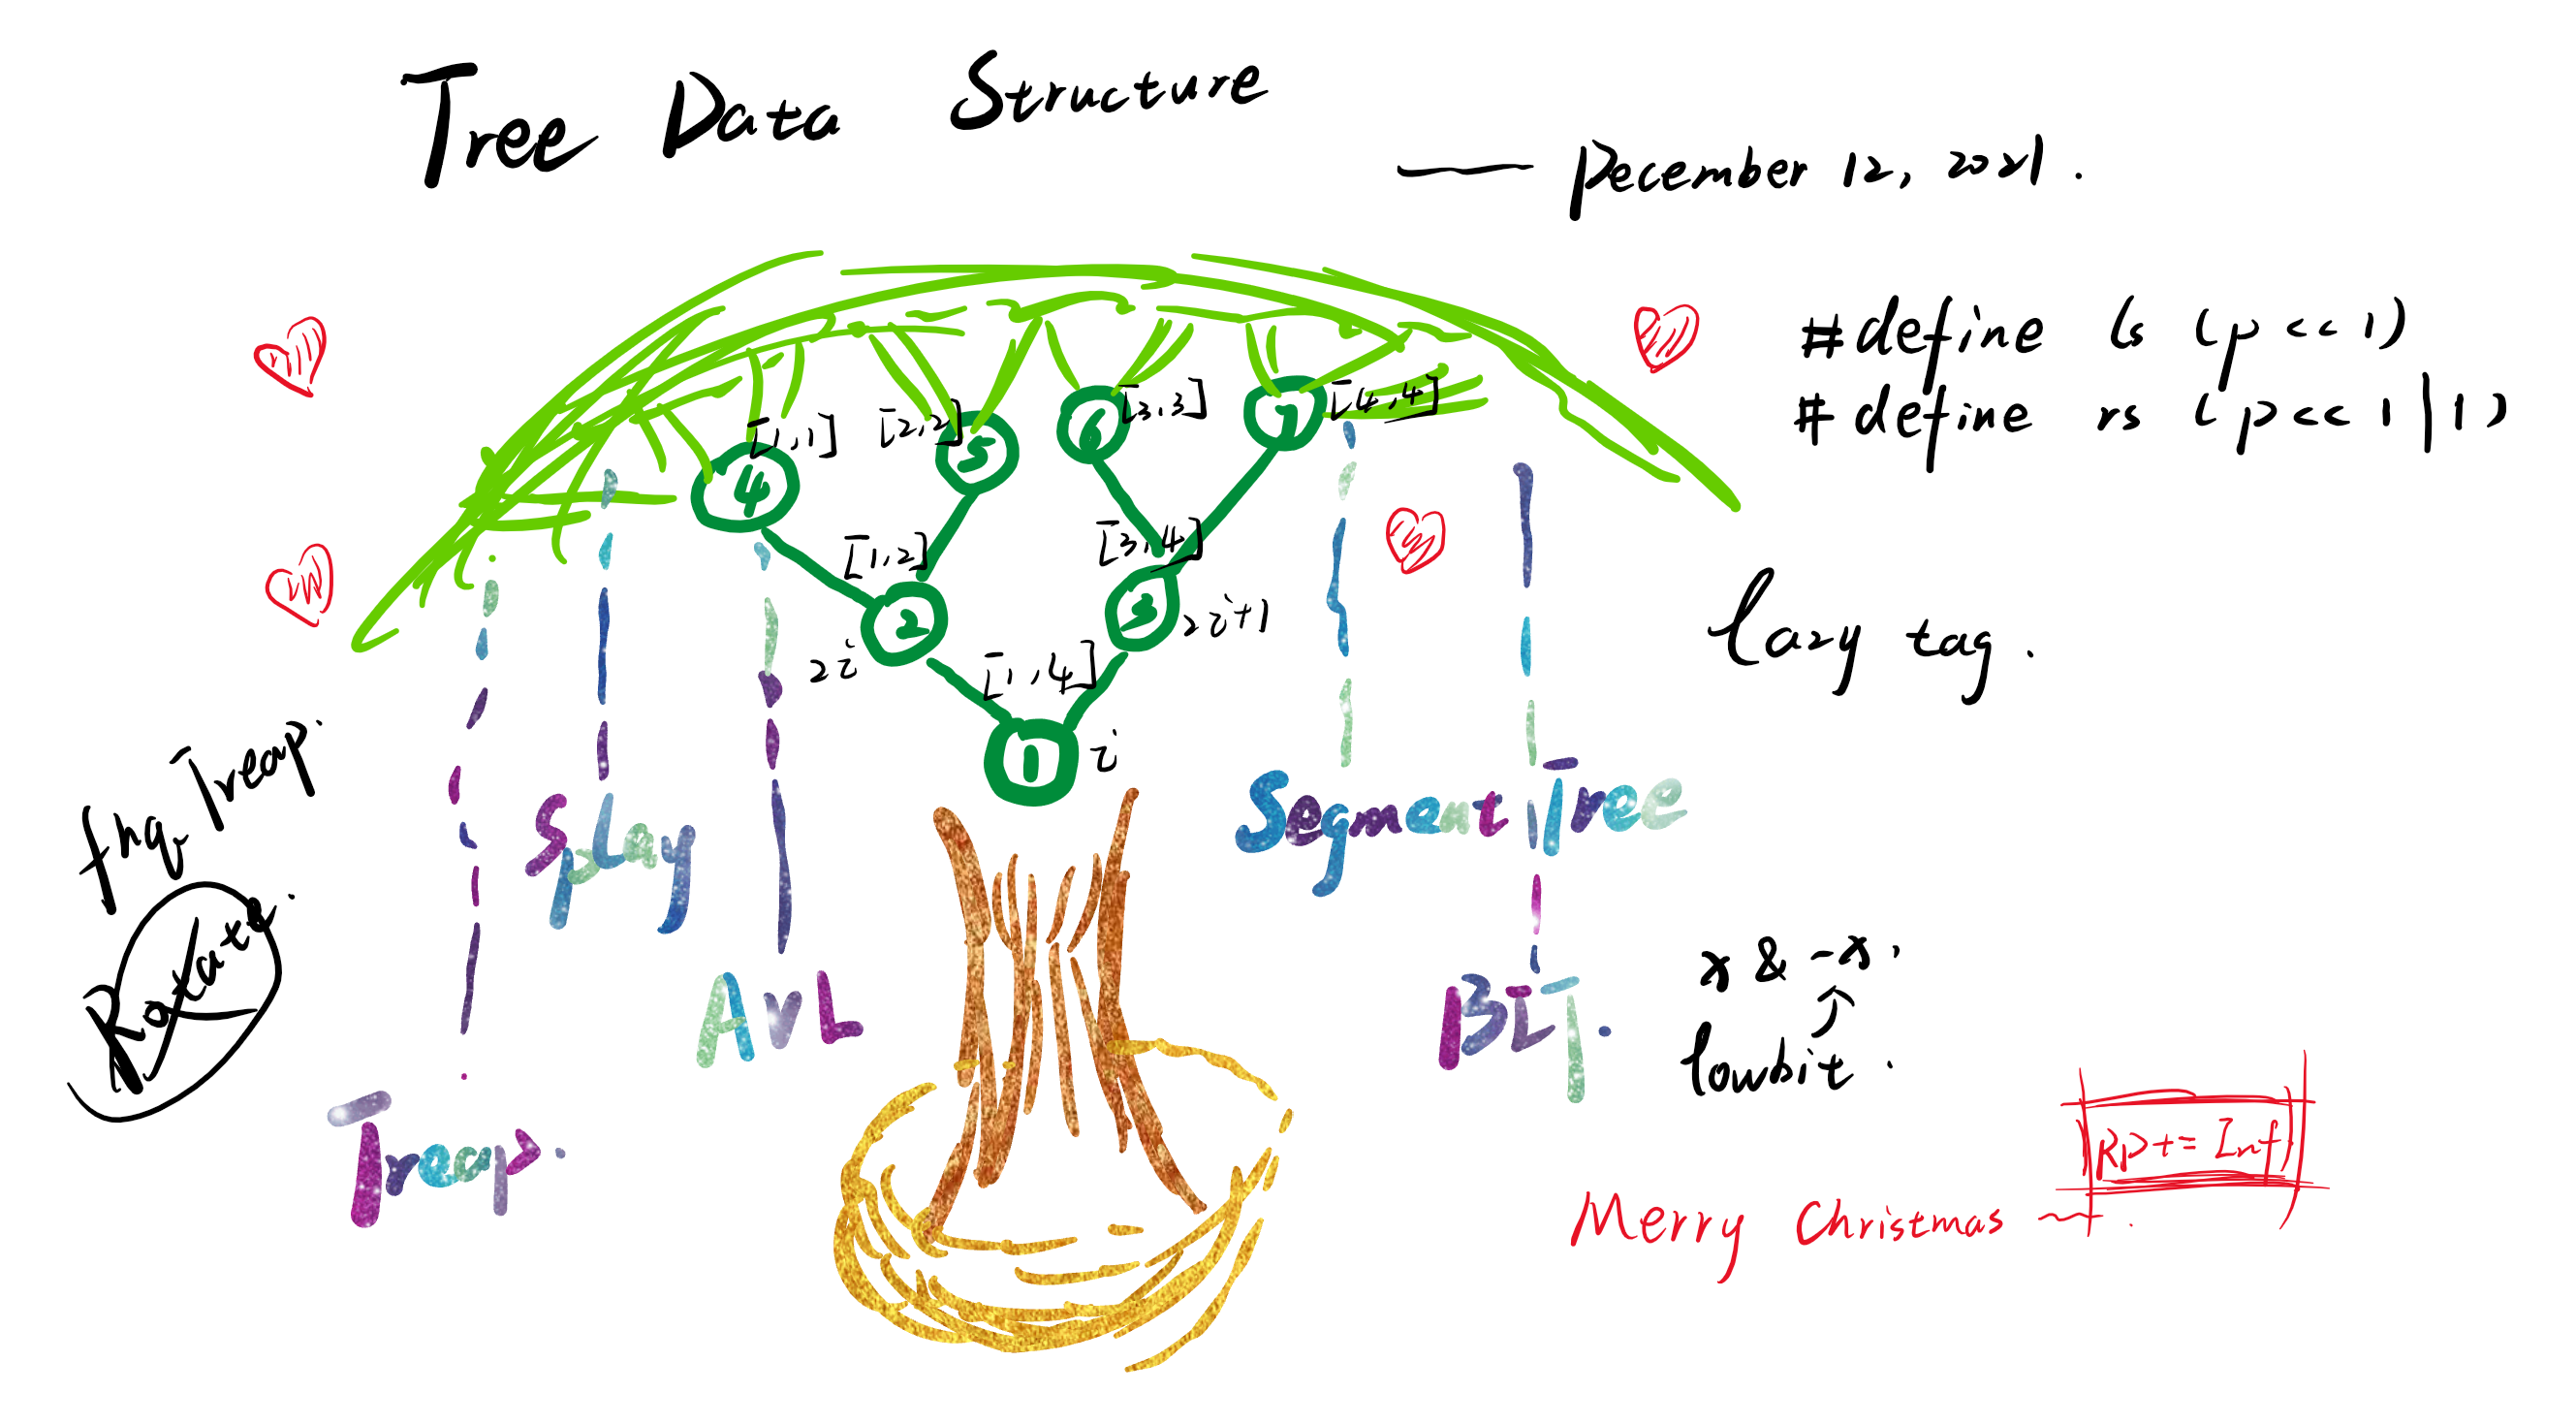 Tree Data Structure
—— December 12, 2021.
#define ls (p<<1)
#define rs (p<<1|1)
[1,1] [2,2] [3,3] [4,4]
4 5 6 7
[1,2] [3,4]
2 3
2i 2i+1
[1,4]
1 i
lazy tag.
fhq Treap.
Rotate.
Splay
Segment Tree
AVL
BIT.
x & -x.
lowbit.
Treap.
RP += Inf
Merry Christmas ~.